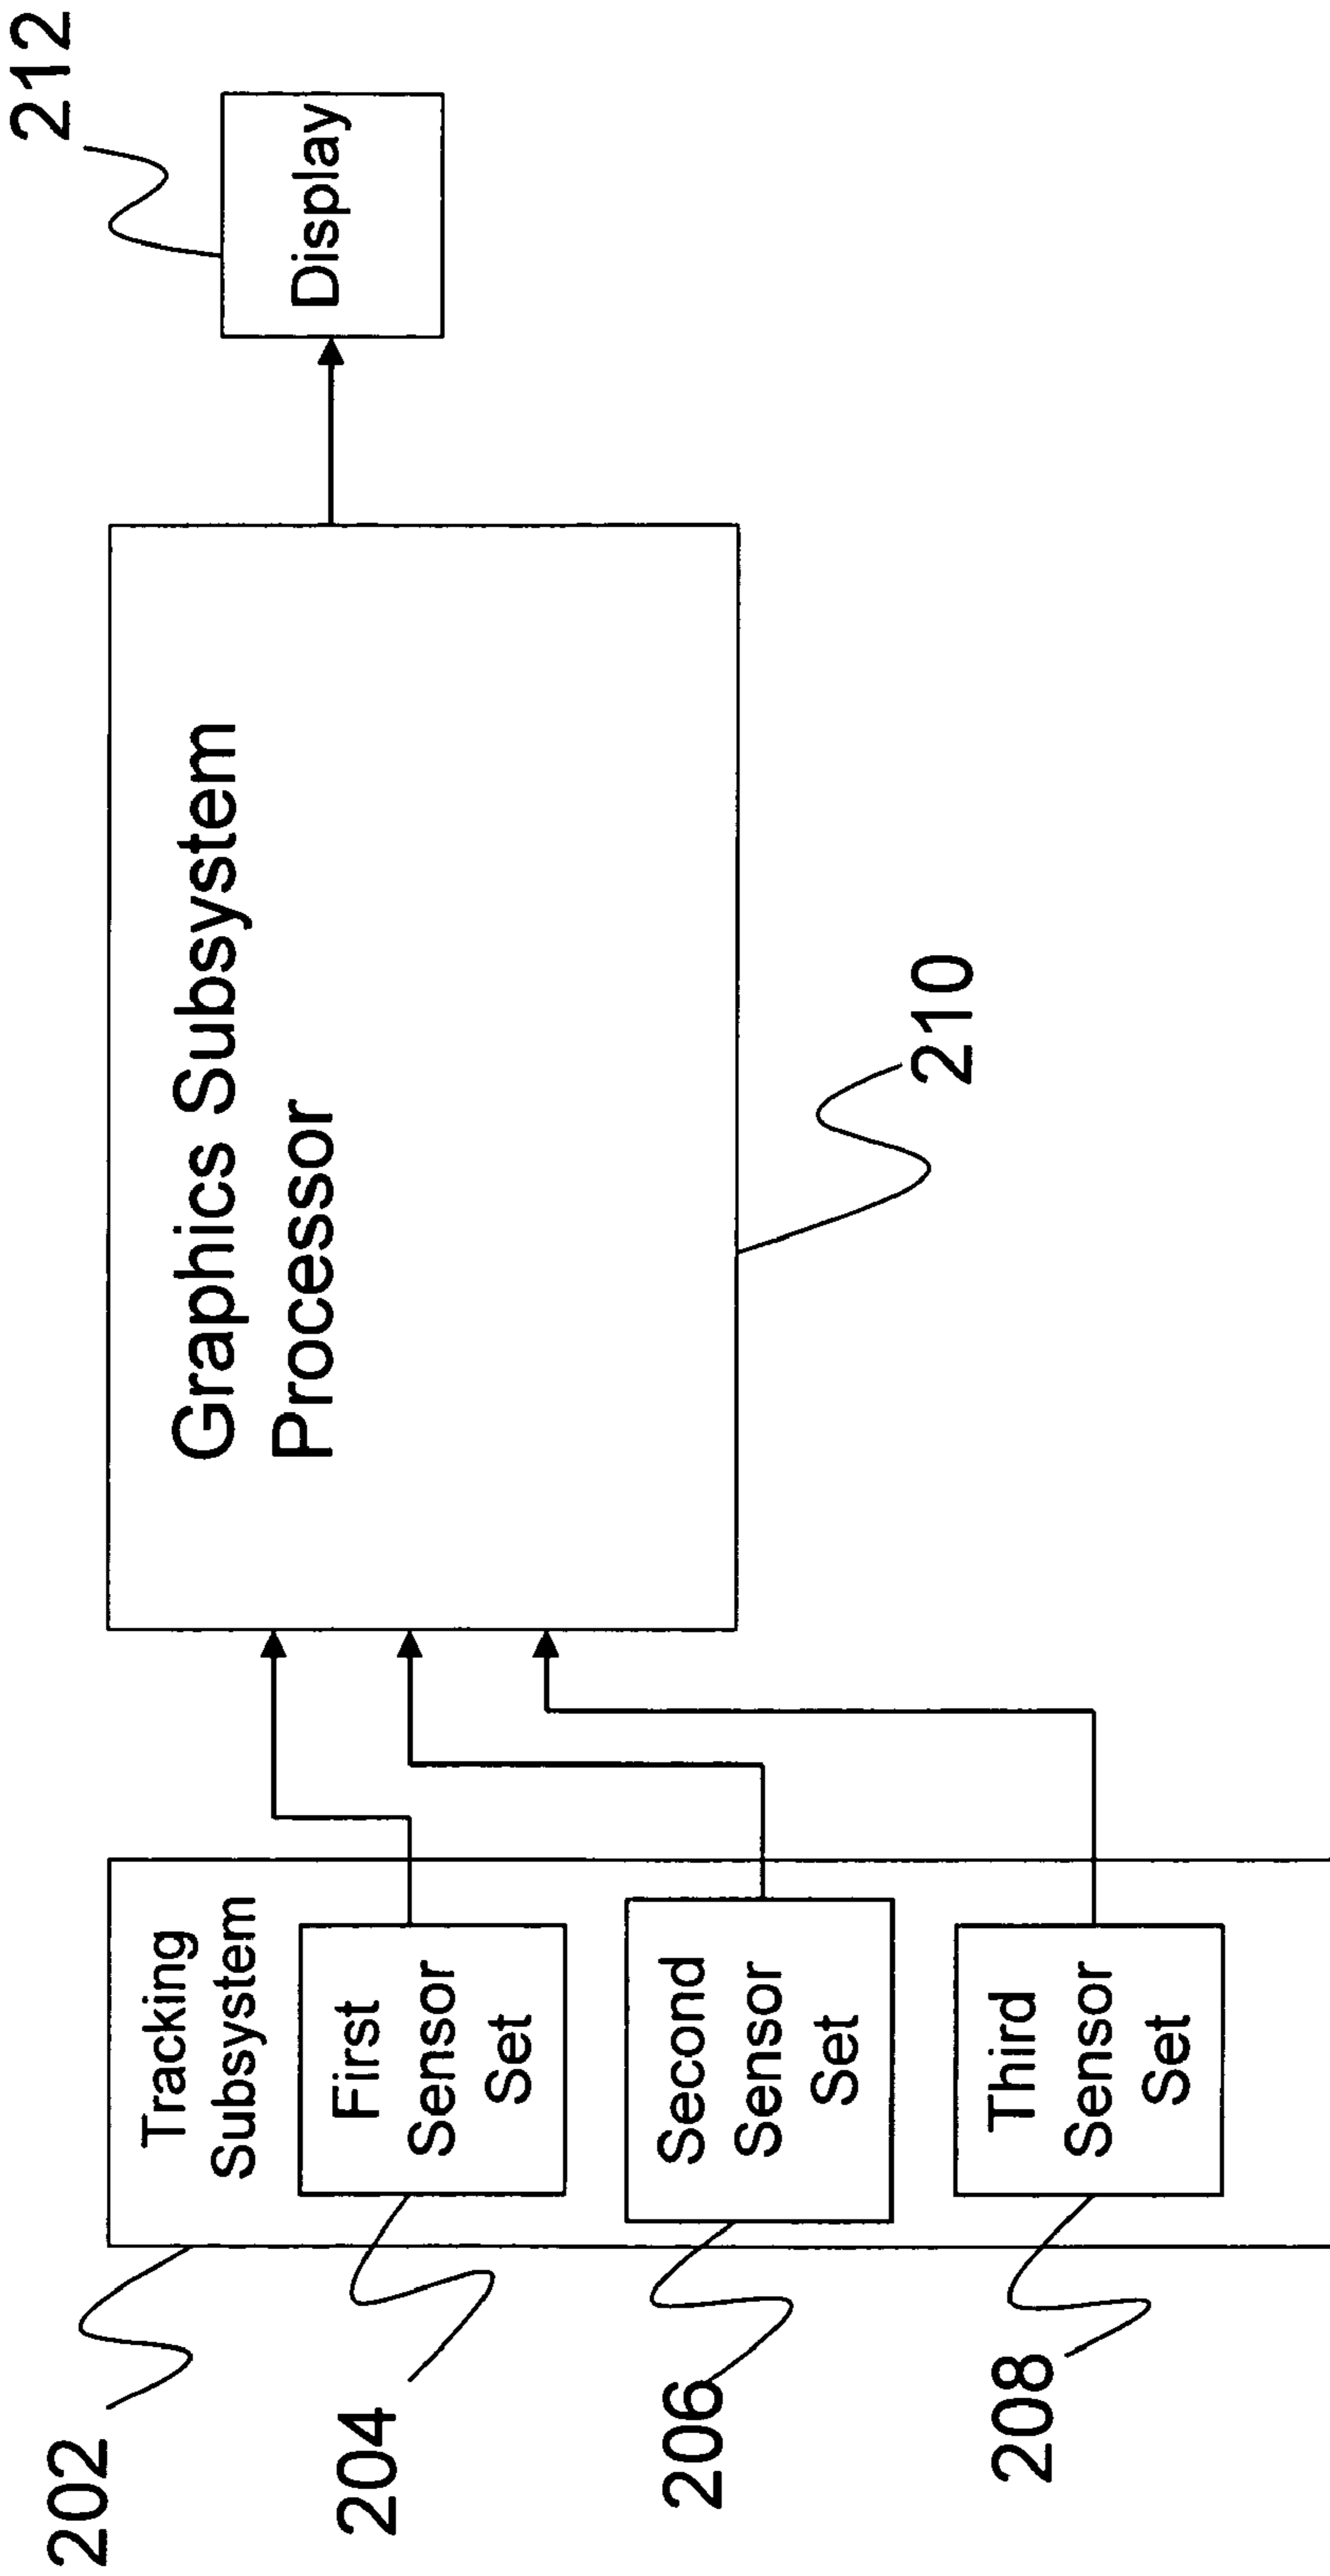 202
Tracking
Subsystem
204
First
Sensor
Set
206
Second
Sensor
Set
208
Third
Sensor
Set
Graphics Subsystem
Processor
210
212
Display